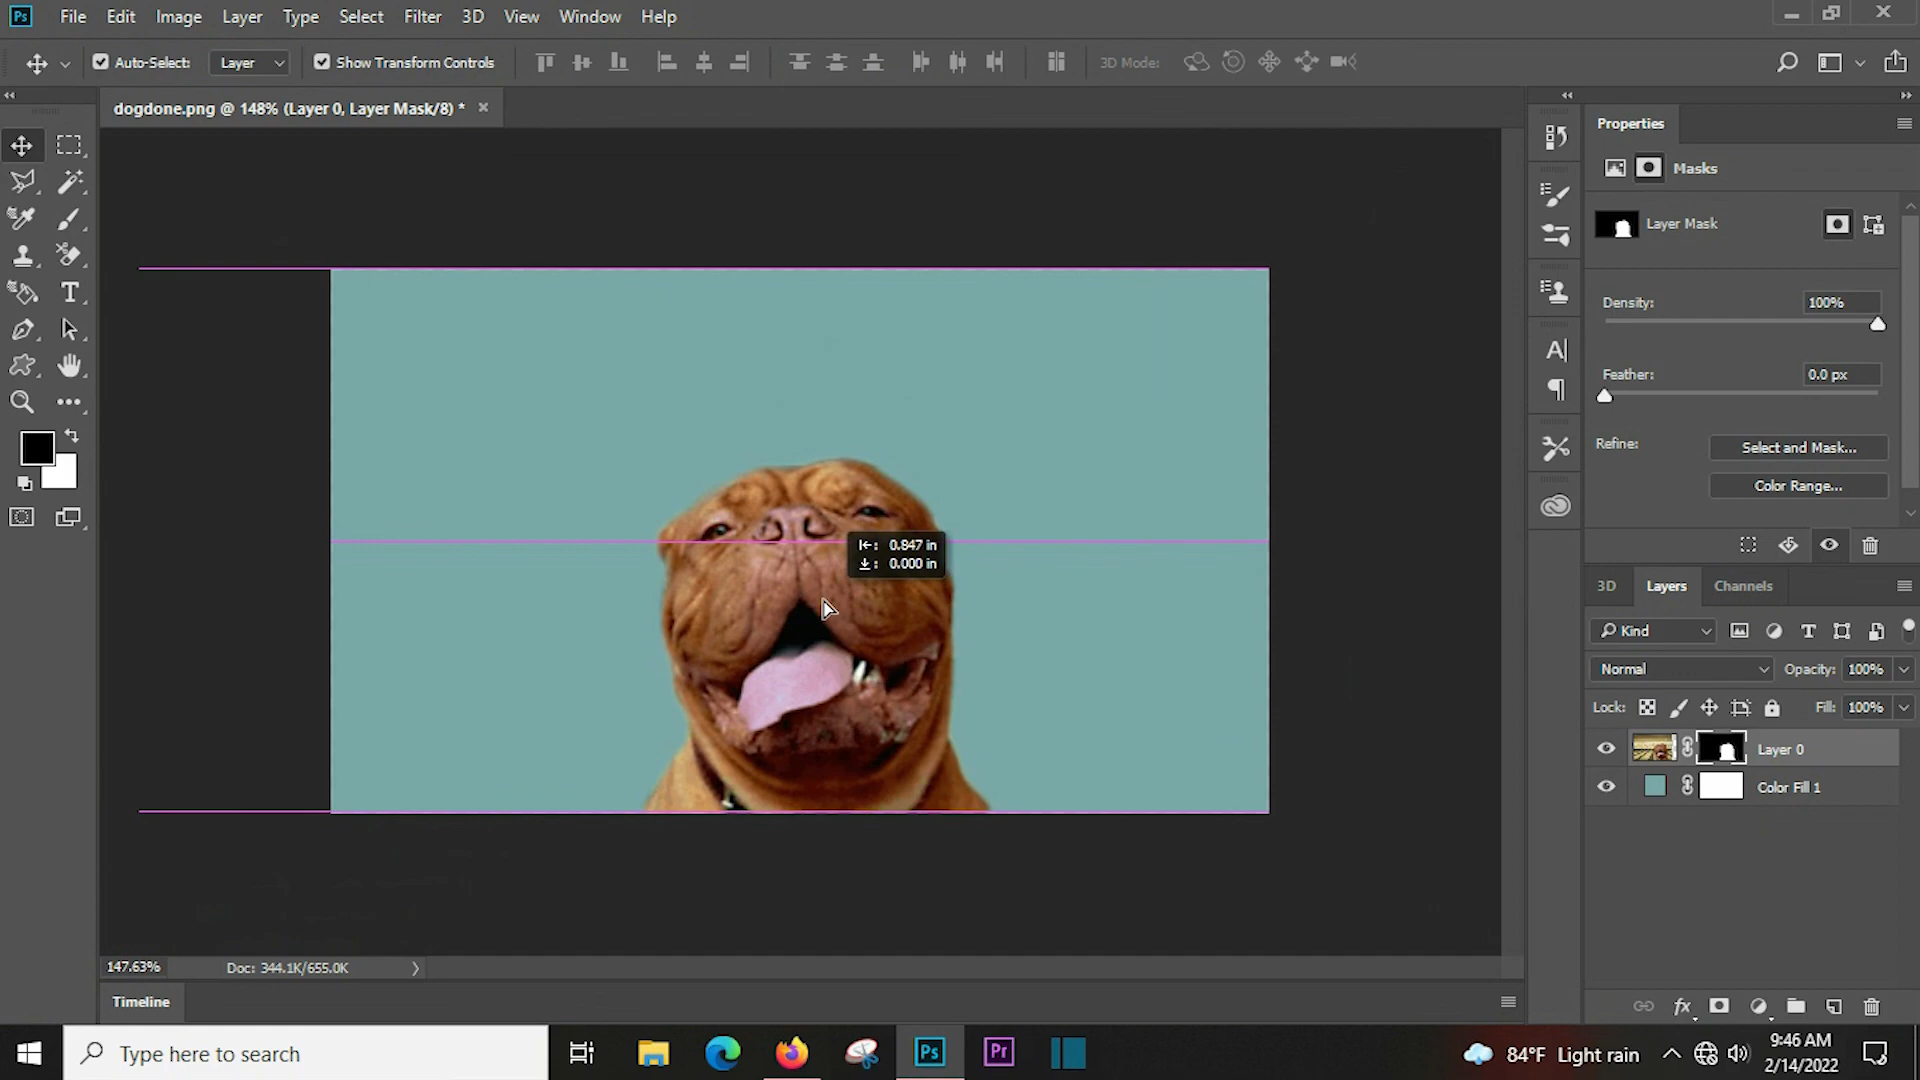 Ps File Edit Image Layer Type Select Filter 3D View Window Help
Auto-Select: Layer Show Transform Controls 3D Mode:
dogdone.png @ 148% (Layer 0, Layer Mask/8) *
Properties
Masks
Layer Mask
Density: 100%
Feather: 0.0 px
Refine: Select and Mask...
Color Range...
0.847 in
0.000 in
3D Layers Channels
Kind
Normal Opacity: 100%
Lock: Fill: 100%
Layer 0
Color Fill 1
fx
147.63% Doc: 344.1K/655.0K
Timeline
Type here to search
Ps
Pr
84°F Light rain
9:46 AM
2/14/2022